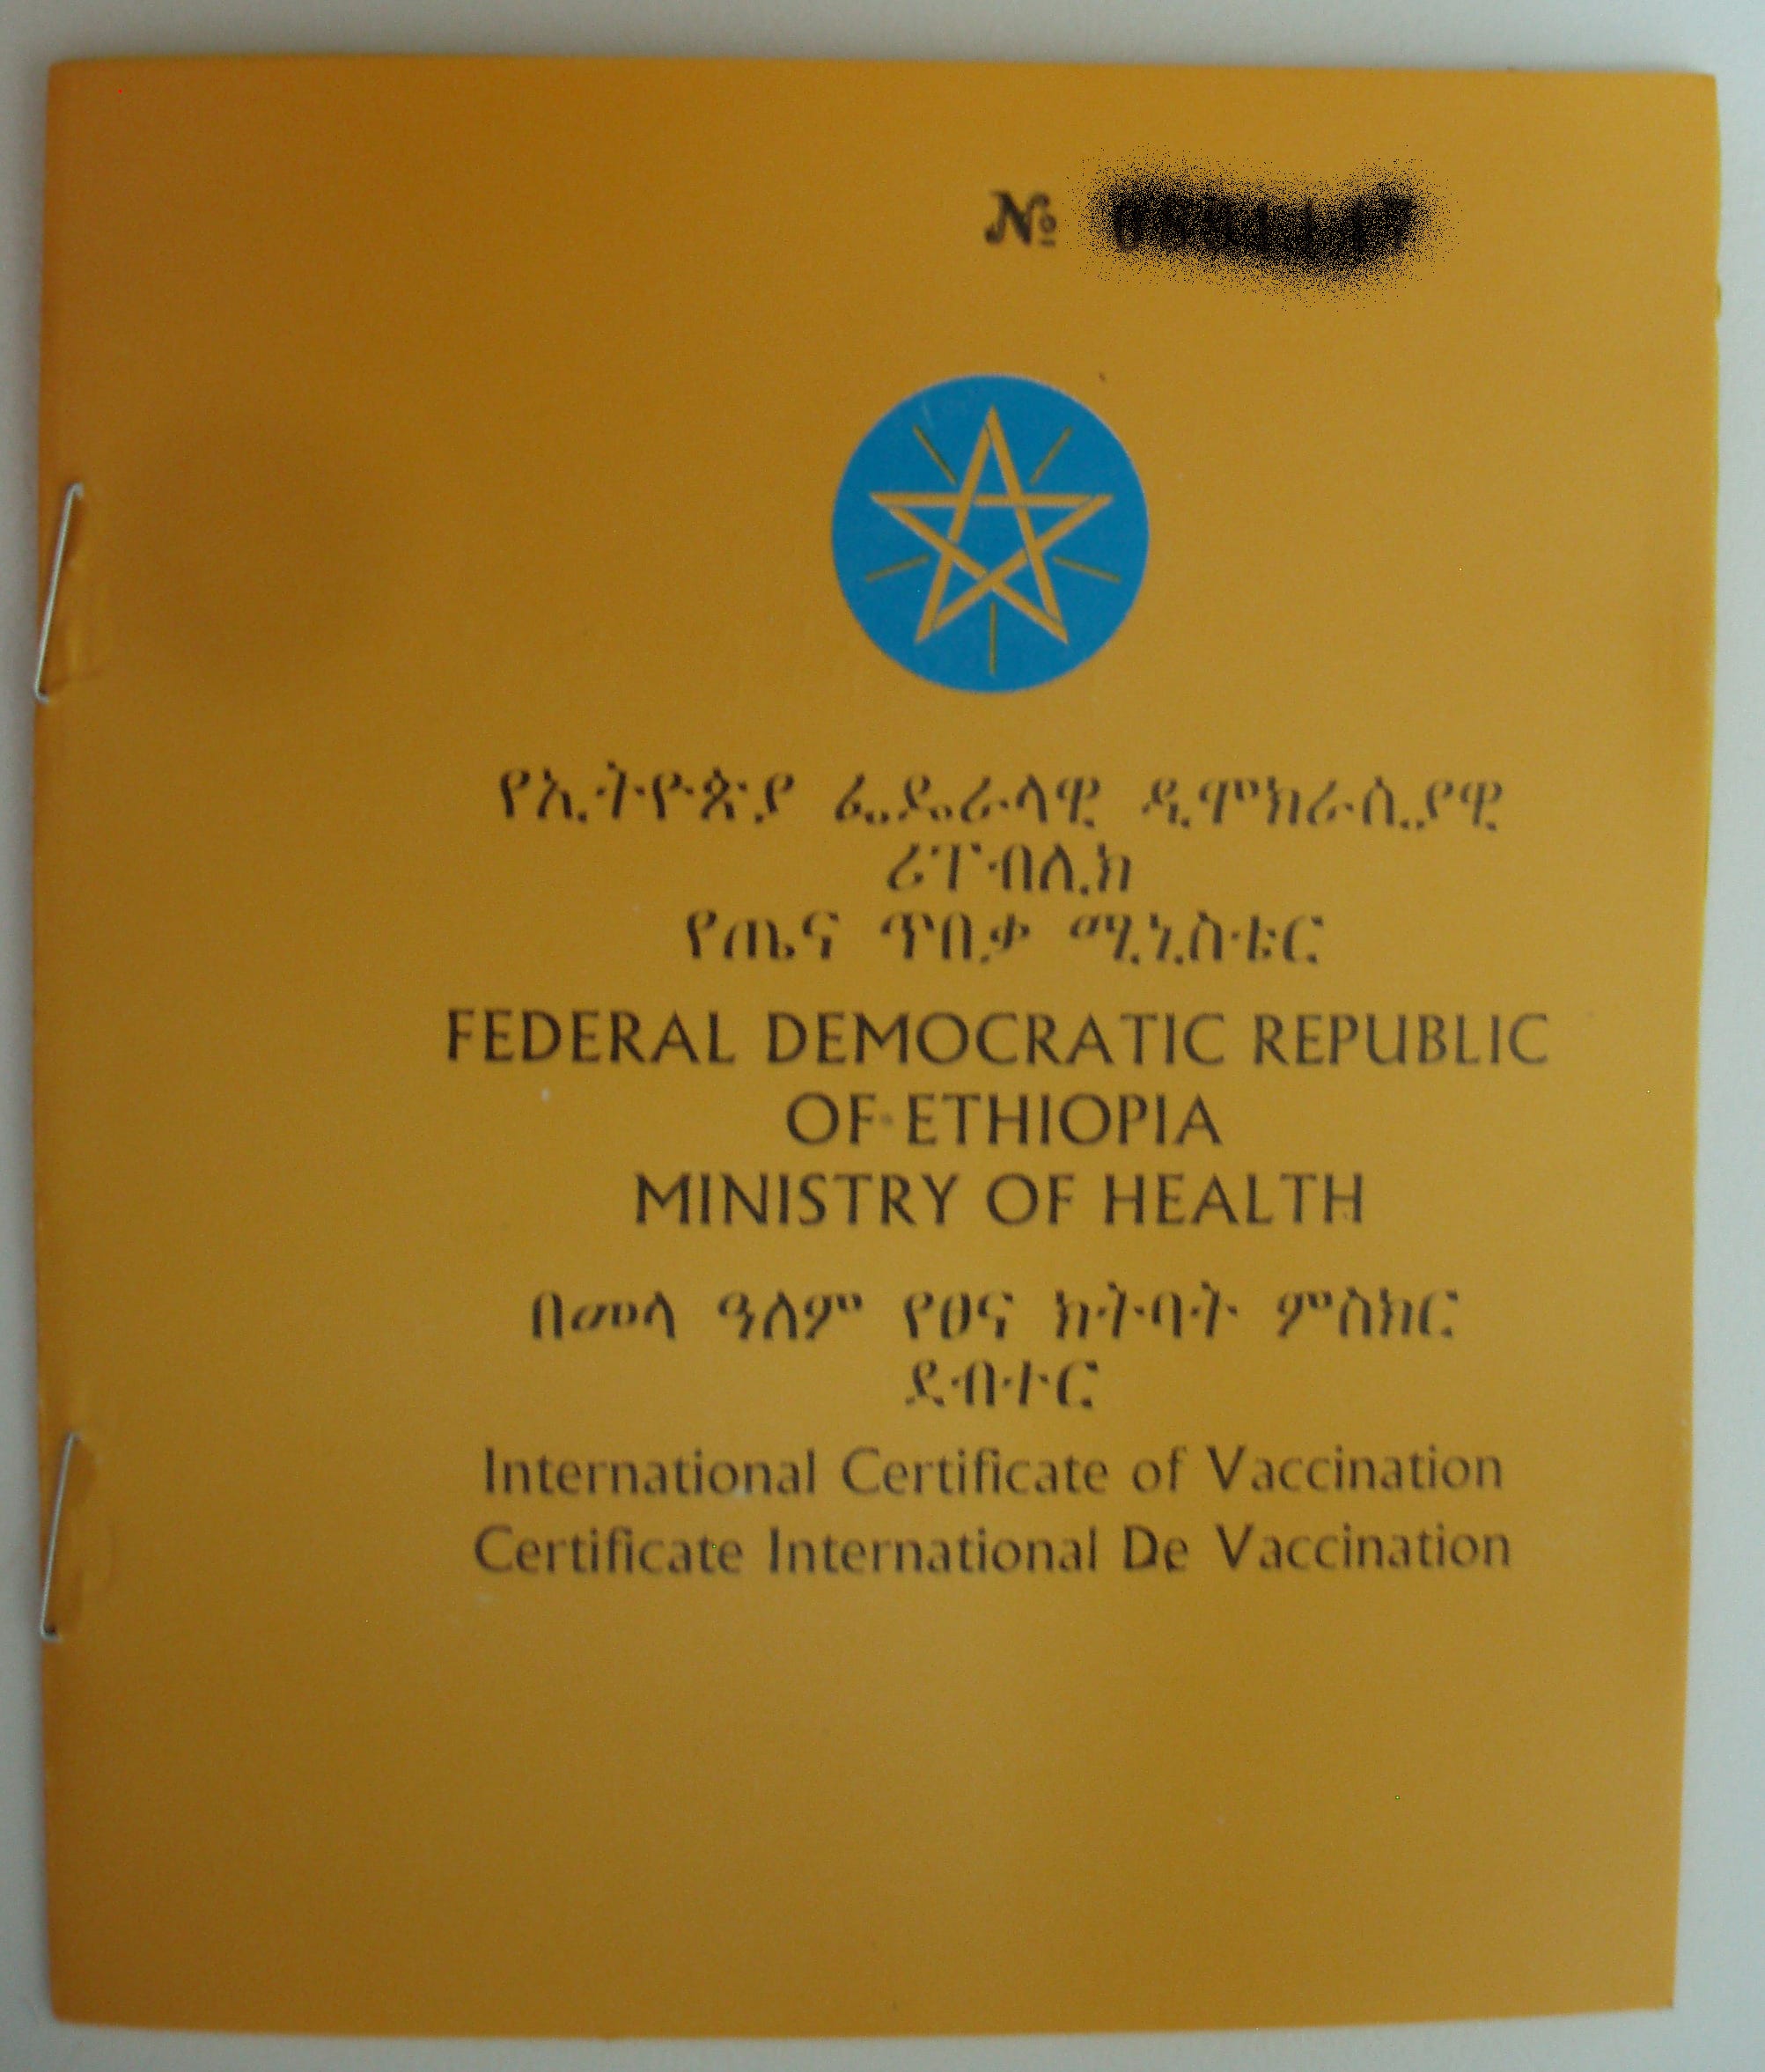 №
የኢትዮጵያ ፌዴራላዊ ዲሞክራሲያዊ
ሪፐብሊክ
የጤና ጥበቃ ሚኒስቴር
FEDERAL DEMOCRATIC REPUBLIC
OF ETHIOPIA
MINISTRY OF HEALTH
በመላ ዓለም የፀና ክትባት ምስክር
ደብተር
International Certificate of Vaccination
Certificate International De Vaccination